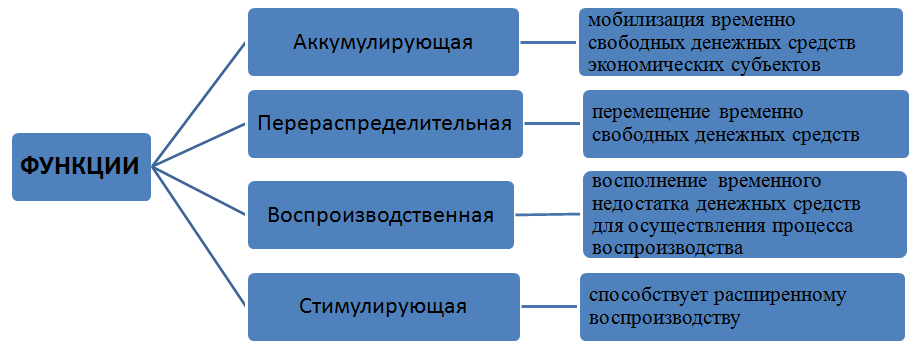 ФУНКЦИИ
Аккумулирующая
мобилизация временно
свободных денежных средств
экономических субъектов
Перераспределительная
перемещение временно
свободных денежных средств
Воспроизводственная
восполнение временного
недостатка денежных средств
для осуществления процесса
воспроизводства
Стимулирующая
способствует расширенному
воспроизводству